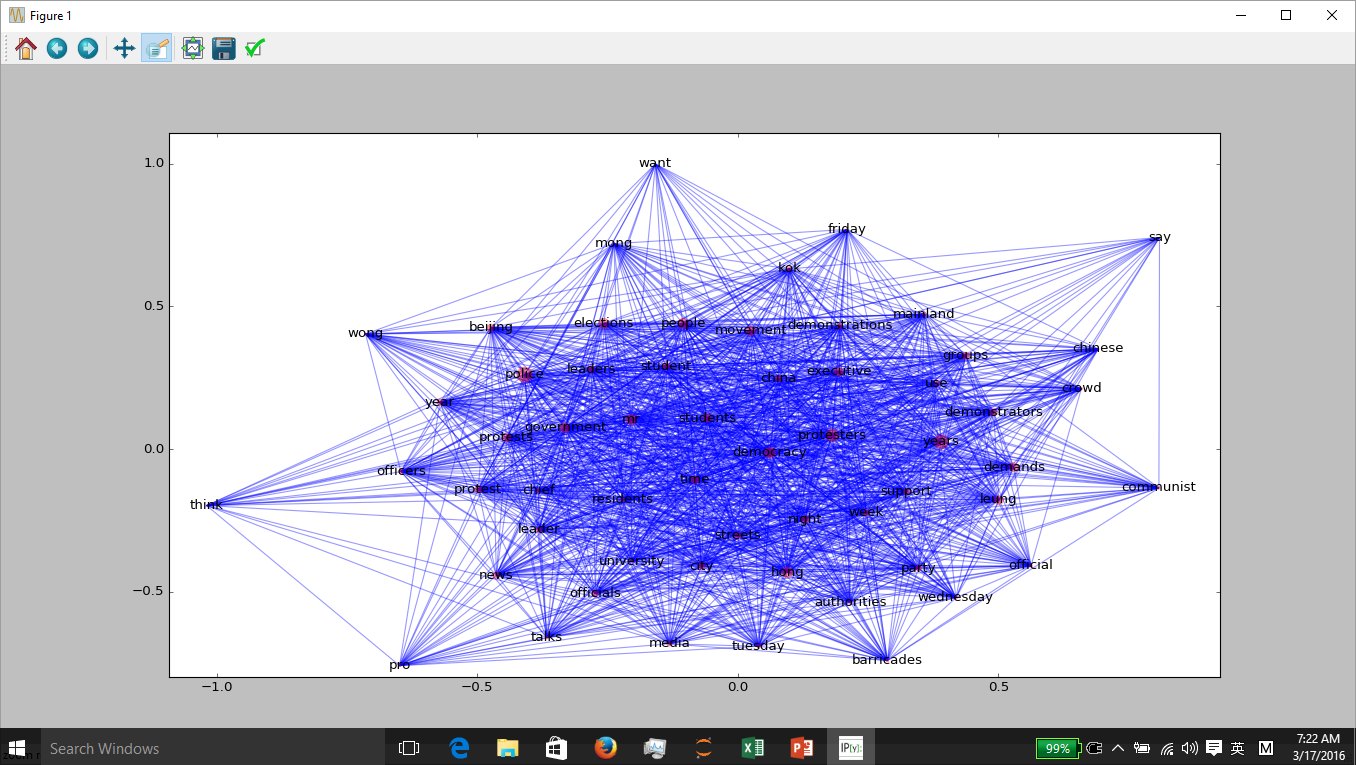 Figure 1
1.0
0.5
0.0
−0.5
−1.0
−0.5
0.0
0.5
want
friday
say
mong
kok
mainland
wong
beijing
elections
people
movement
demonstrations
chinese
groups
police
leaders
student
china
executive
use
crowd
year
mr
students
demonstrators
protests
government
protesters
years
democracy
officers
demands
think
protest
chief
time
residents
support
leung
communist
leader
night
week
streets
news
university
city
hong
party
official
officials
authorities
wednesday
talks
media
tuesday
pro
barricades
Search Windows
IP[y]:
99%
英
M
7:22 AM
3/17/2016